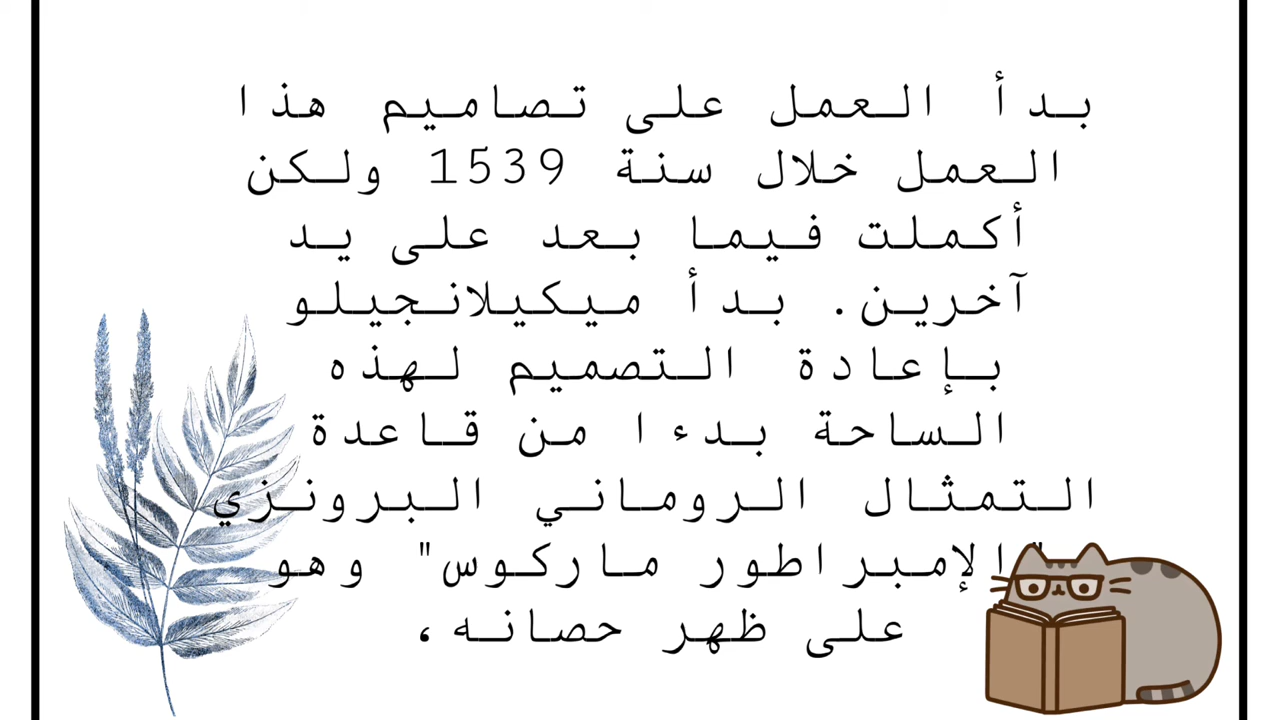 بدأ العمل على تصاميم هذا
العمل خلال سنة 1539 ولكن
أكملت فيما بعد على يد
آخرين. بدأ ميكيلانجيلو
بإعادة التصميم لهذه
الساحة بدءا من قاعدة
التمثال الروماني البرونزي
"الإمبراطور ماركوس" وهو
على ظهر حصانه،